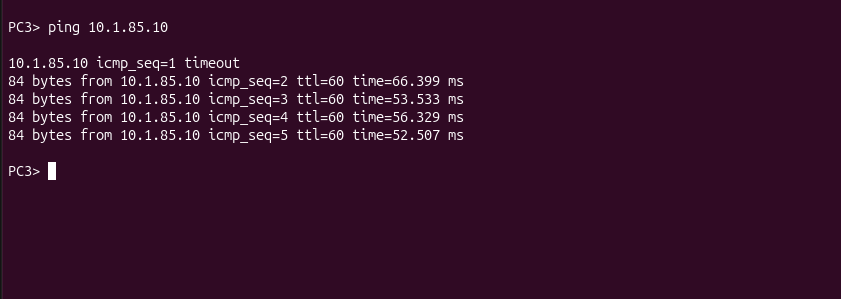 PC3> ping 10.1.85.10
10.1.85.10 icmp_seq=1 timeout
84 bytes from 10.1.85.10 icmp_seq=2 ttl=60 time=66.399 ms
84 bytes from 10.1.85.10 icmp_seq=3 ttl=60 time=53.533 ms
84 bytes from 10.1.85.10 icmp_seq=4 ttl=60 time=56.329 ms
84 bytes from 10.1.85.10 icmp_seq=5 ttl=60 time=52.507 ms
PC3>